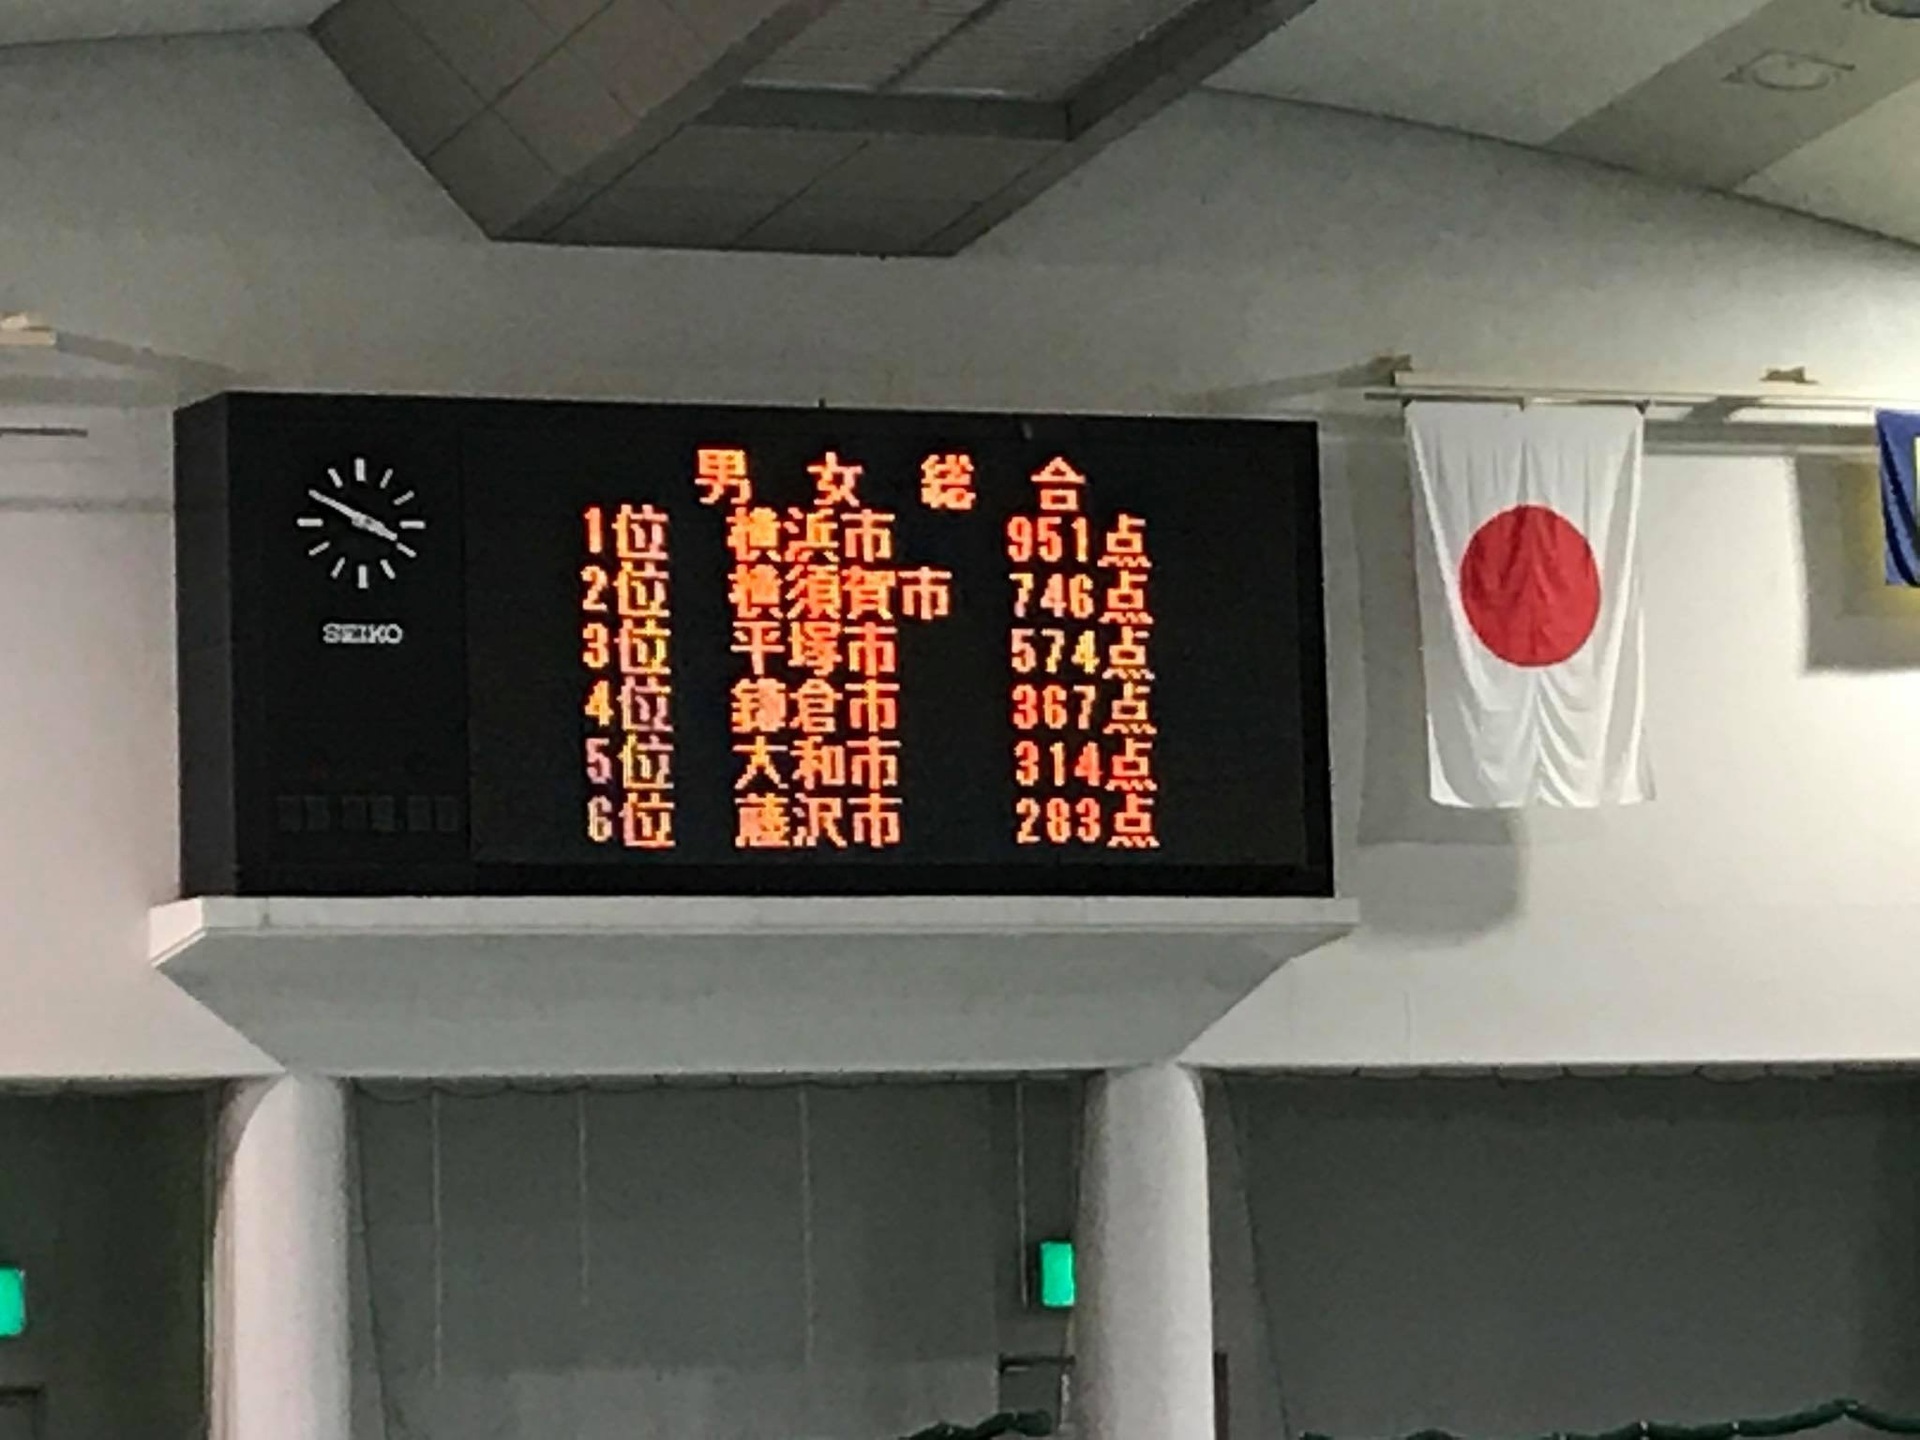 男女総合
1位 横浜市 951点
2位 横須賀市 746点
3位 平塚市 574点
4位 鎌倉市 367点
5位 大和市 314点
6位 藤沢市 283点
SEIKO